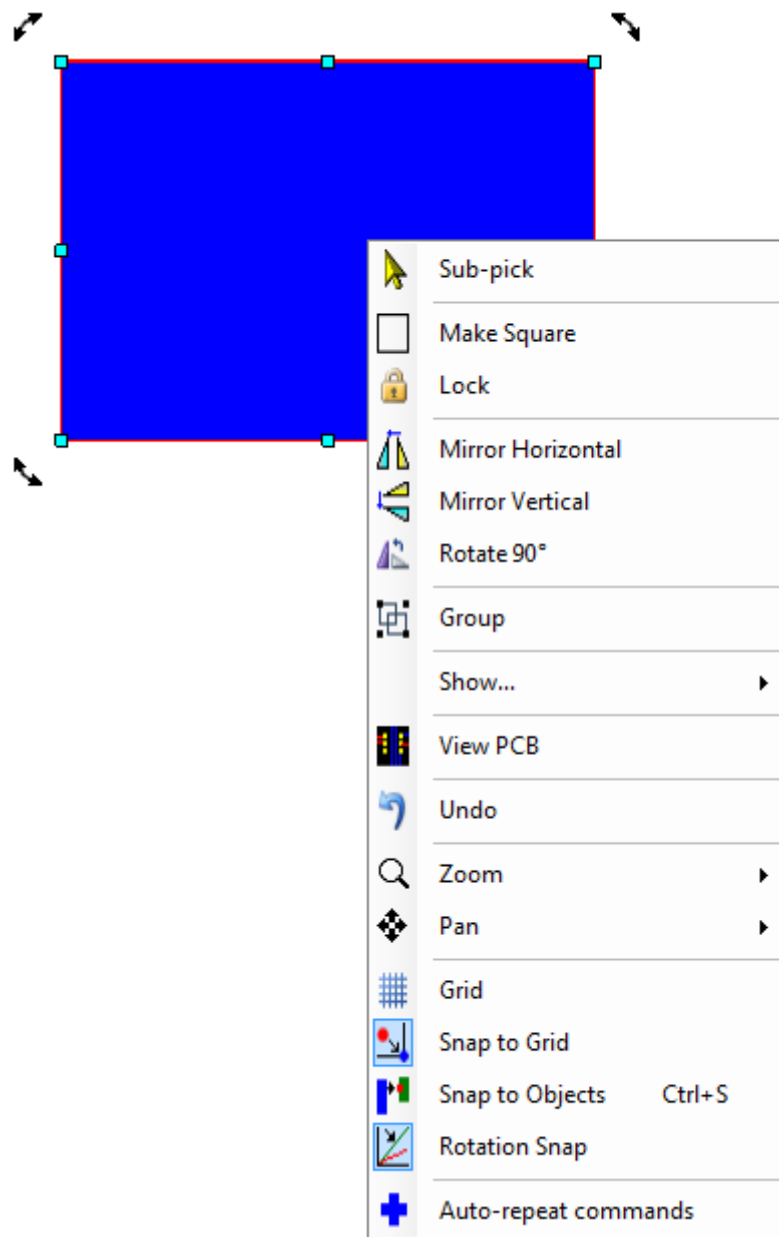 Sub-pick
Make Square
Lock
Mirror Horizontal
Mirror Vertical
Rotate 90°
Group
Show...
View PCB
Undo
Zoom
Pan
Grid
Snap to Grid
Snap to Objects Ctrl+S
Rotation Snap
Auto-repeat commands